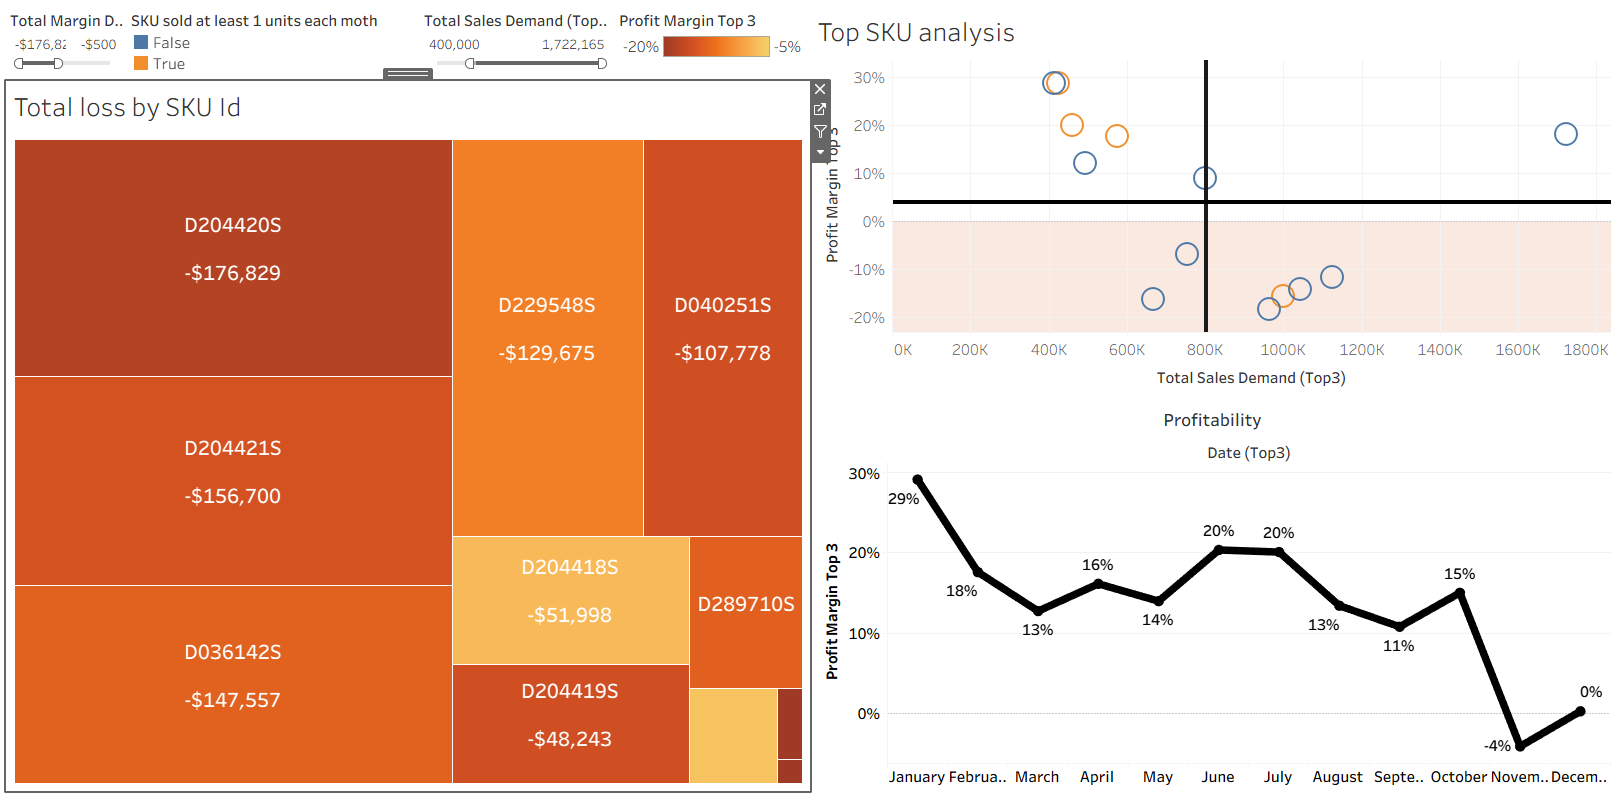 Total Margin D.. SKU sold at least 1 units each moth Total Sales Demand (Top.. Profit Margin Top 3
-$176,82 -$500 False 400,000 1,722,165 -20% -5%
True
Top SKU analysis
Total loss by SKU Id
D204420S
-$176,829
D204421S
-$156,700
D036142S
-$147,557
D229548S
-$129,675
D040251S
-$107,778
D204418S
-$51,998
D289710S
D204419S
-$48,243
Profit Margin Top 3
30%
20%
10%
0%
-10%
-20%
0K 200K 400K 600K 800K 1000K 1200K 1400K 1600K 1800K
Total Sales Demand (Top3)
Profitability
Date (Top3)
Profit Margin Top 3
30%
20%
10%
0%
29%
18%
13%
16%
14%
20%
20%
13%
11%
15%
-4%
0%
January Februa.. March April May June July August Septe.. October Novem.. Decem..